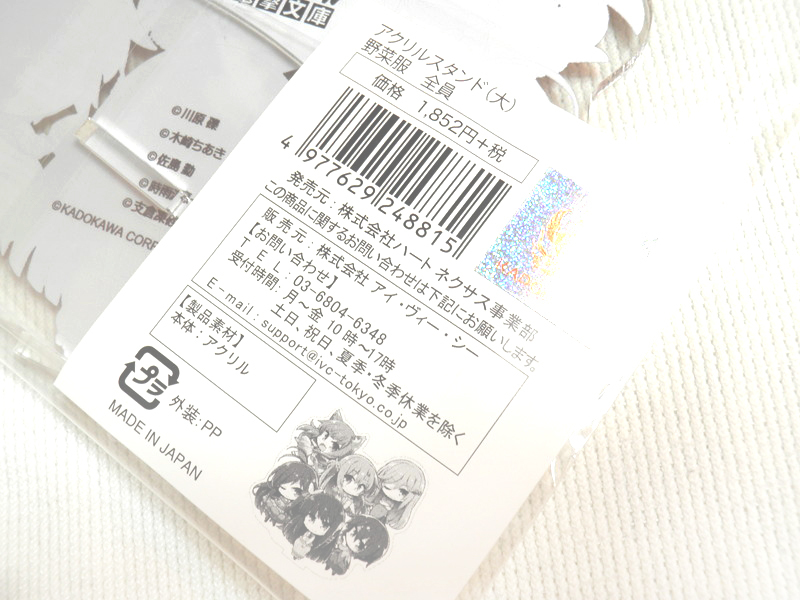 文庫
©川原 礫
©木崎ちあき
©佐島 勤
©時雨
©支倉凍砂
©KADOKAWA CORP
アクリルスタンド(大)
野菜服 全員
価格 1,852円+税
4 977629 248815
発売元:株式会社ハート ネクサス事業部
この商品に関するお問い合わせは下記にお願いします。
販売元:株式会社 アイ・ヴィー・シー
【お問い合わせ】
TEL:03-6804-6348
受付時間:月〜金 10時〜17時
土日、祝日、夏季・冬季休業を除く
E-mail:support@ivc-tokyo.co.jp
【製品素材】
本体:アクリル
プラ
外装:PP
MADE IN JAPAN